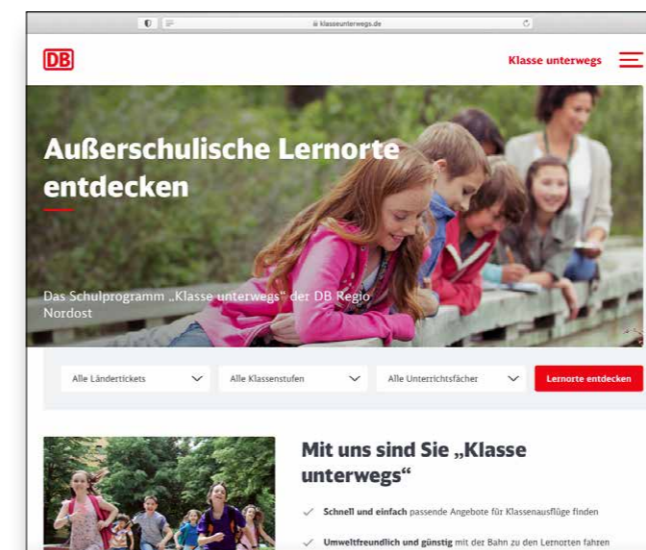 klasseunterwegs.de
DB
Klasse unterwegs
Außerschulische Lernorte
entdecken
Das Schulprogramm „Klasse unterwegs“ der DB Regio
Nordost
Alle Ländertickets
Alle Klassenstufen
Alle Unterrichtsfächer
Lernorte entdecken
Mit uns sind Sie „Klasse
unterwegs“
Schnell und einfach passende Angebote für Klassenausflüge finden
Umweltfreundlich und günstig mit der Bahn zu den Lernorten fahren